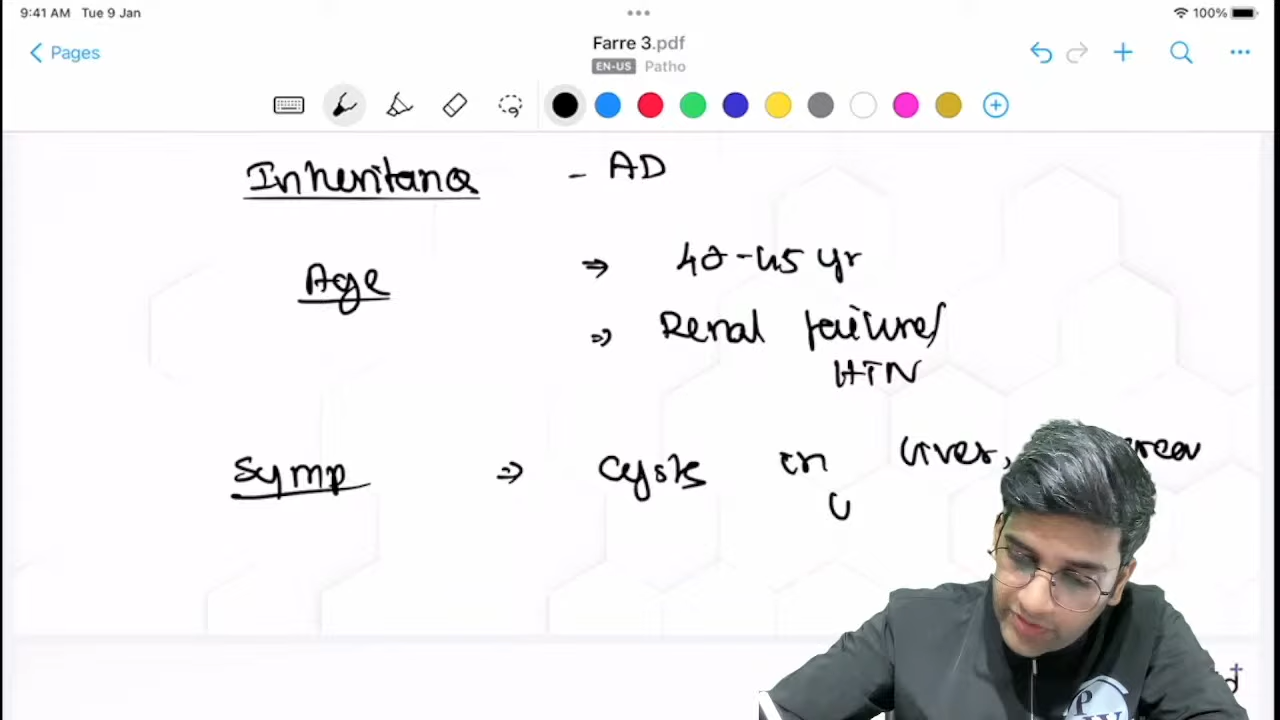 9:41 AM Tue 9 Jan
100%
Pages
Farre 3.pdf
EN-US Patho
Inheritance - AD
Age ⇒ 40-45 yr
⇒ Renal failure/
HTN
Symp ⇒ Cysts in liver,